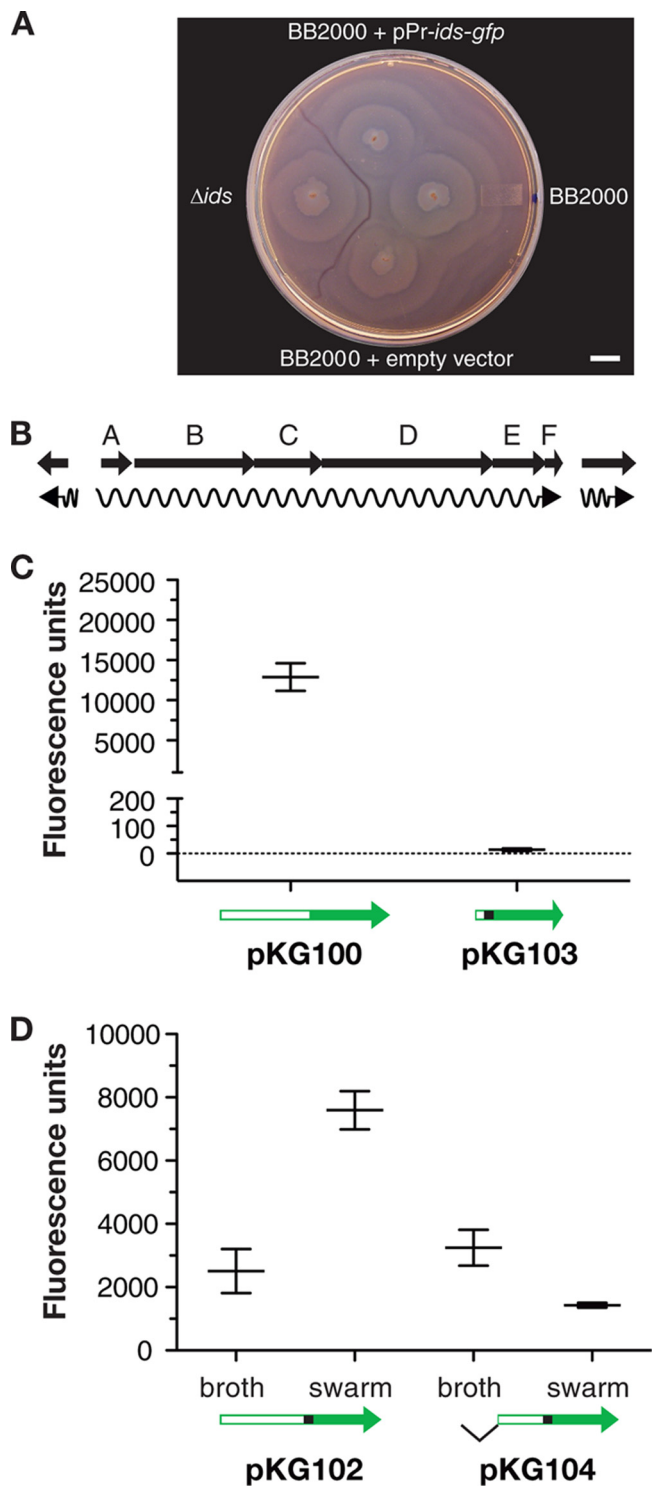 A
BB2000 + pPr-ids-gfp
Δids
BB2000
BB2000 + empty vector
B
A B C D E F
C
Fluorescence units
25000
20000
15000
10000
5000
200
100
0
pKG100 pKG103
D
Fluorescence units
10000
8000
6000
4000
2000
0
broth swarm broth swarm
pKG102 pKG104